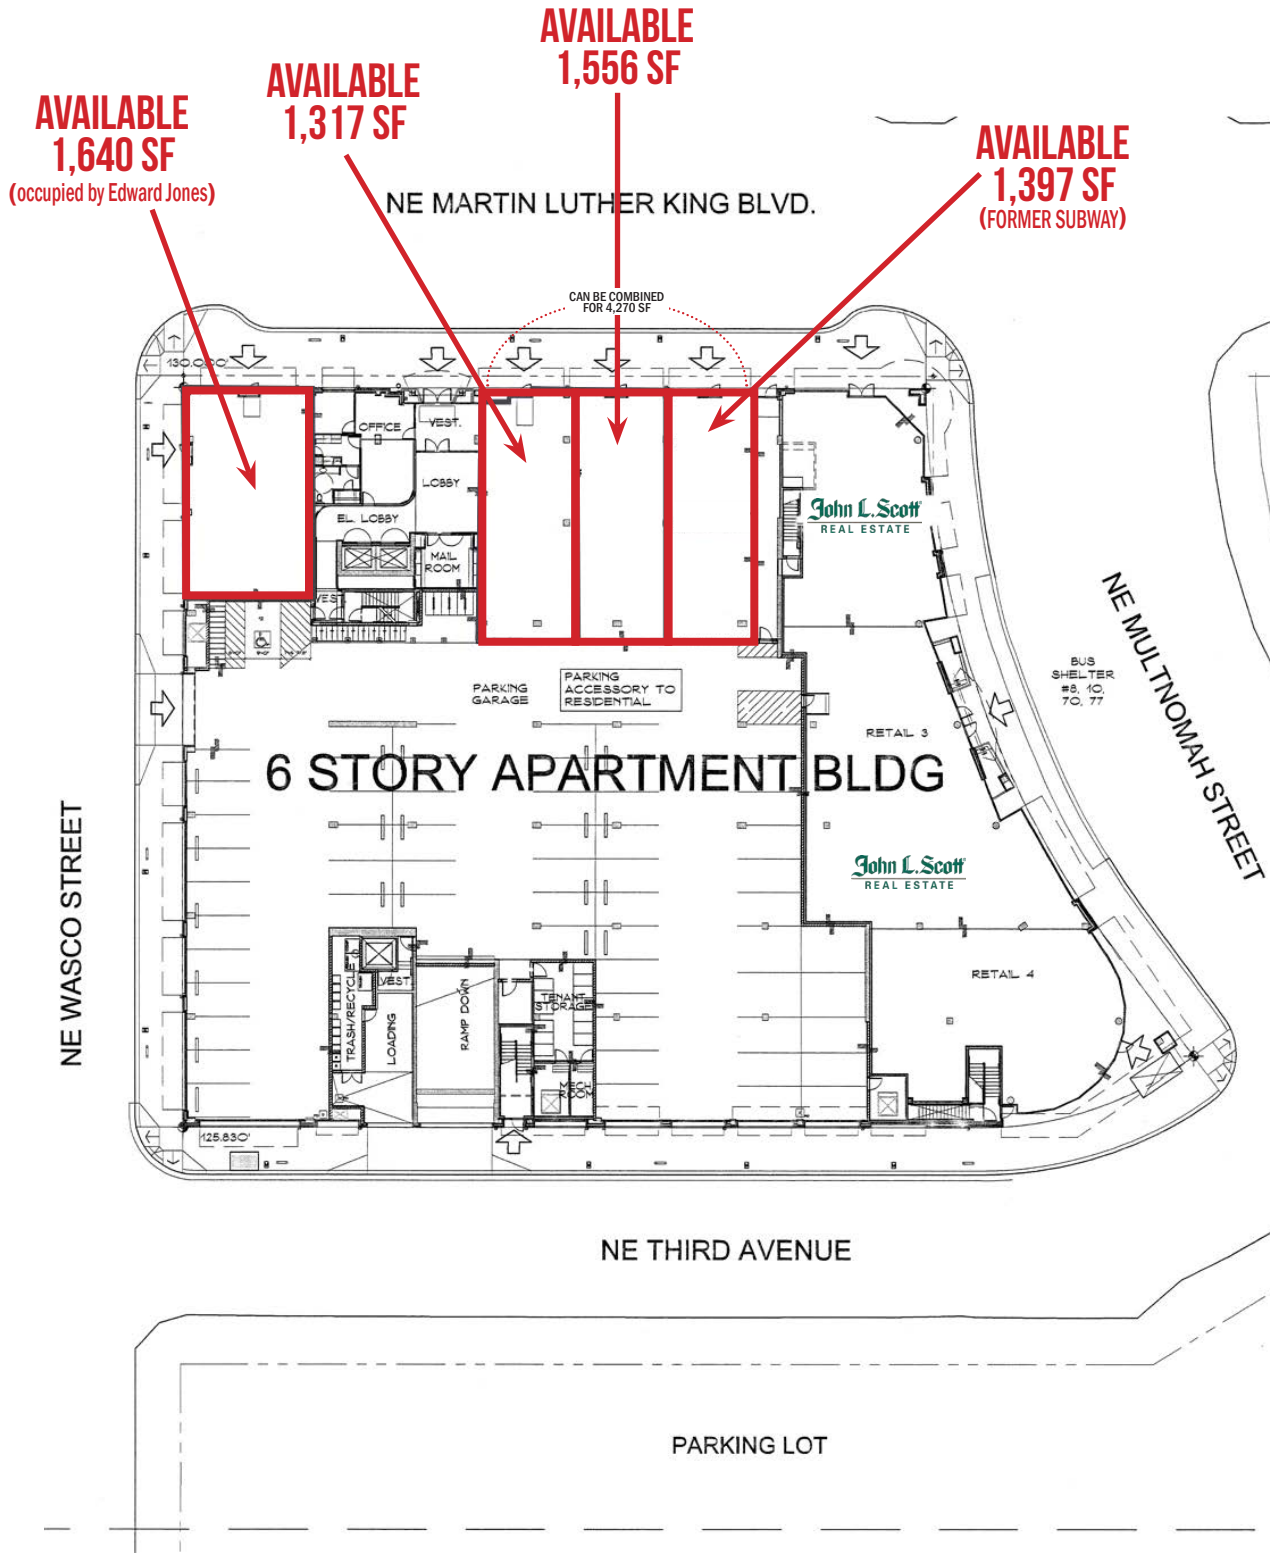 AVAILABLE
1,556 SF
AVAILABLE
1,317 SF
AVAILABLE
1,640 SF
(occupied by Edward Jones)
AVAILABLE
1,397 SF
(FORMER SUBWAY)
NE MARTIN LUTHER KING BLVD.
CAN BE COMBINED
FOR 4,270 SF
OFFICE
VEST.
LOBBY
EL. LOBBY
MAIL
ROOM
VEST.
John L. Scott
REAL ESTATE
NE MULTNOMAH STREET
BUS
SHELTER
#8, 10,
70, 77
PARKING
GARAGE
PARKING
ACCESSORY TO
RESIDENTIAL
RETAIL 3
6 STORY APARTMENT BLDG
NE WASCO STREET
John L. Scott
REAL ESTATE
RETAIL 4
TRASH/RECYCLE
VEST.
LOADING
RAMP DOWN
TENANT
STORAGE
MECH
ROOM
125.830'
NE THIRD AVENUE
PARKING LOT